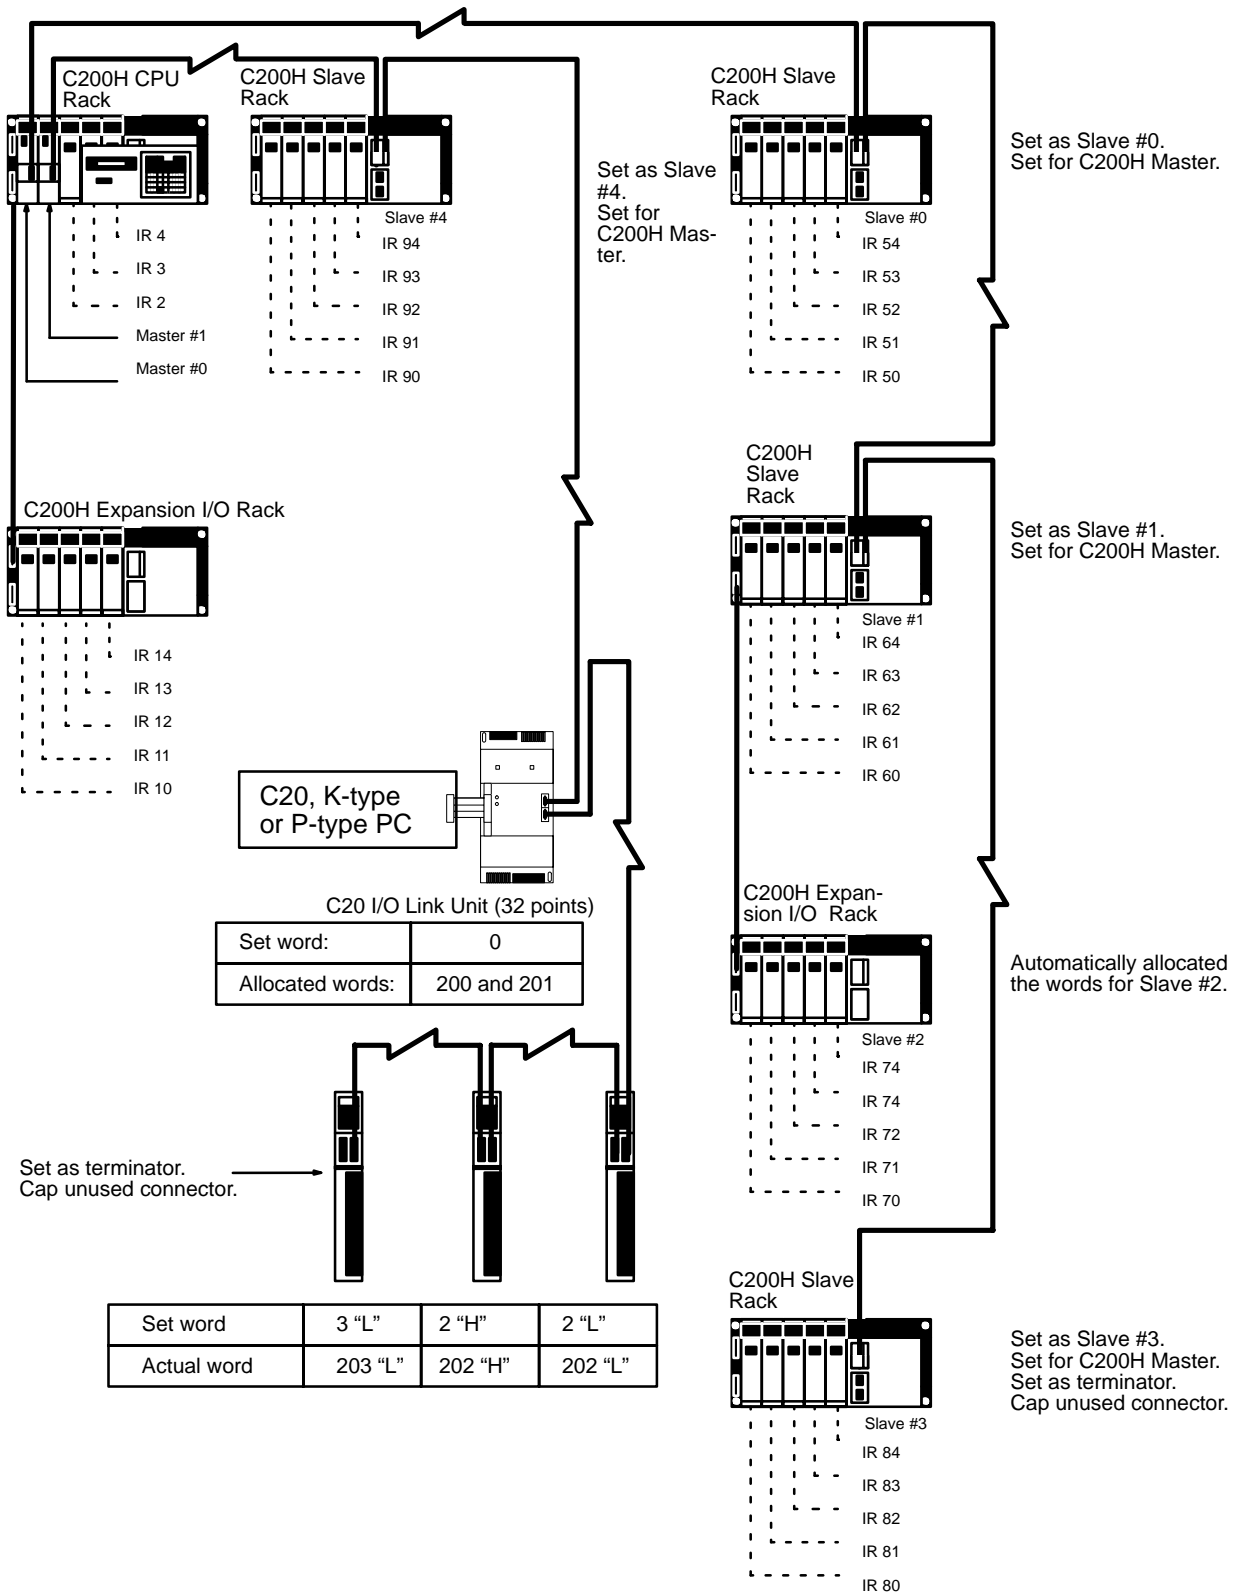 C200H CPU
Rack
C200H Slave
Rack
C200H Slave
Rack
Set as Slave #0.
Set for C200H Master.
Set as Slave
#4.
Set for
C200H Mas-
ter.
Slave #4
Slave #0
IR 4
IR 3
IR 2
Master #1
Master #0
IR 94
IR 93
IR 92
IR 91
IR 90
IR 54
IR 53
IR 52
IR 51
IR 50
C200H
Slave
Rack
C200H Expansion I/O Rack
Set as Slave #1.
Set for C200H Master.
Slave #1
IR 64
IR 63
IR 62
IR 61
IR 60
IR 14
IR 13
IR 12
IR 11
IR 10
C20, K-type
or P-type PC
C20 I/O Link Unit (32 points)
Set word: 0
Allocated words: 200 and 201
C200H Expan-
sion I/O Rack
Automatically allocated
the words for Slave #2.
Slave #2
IR 74
IR 74
IR 72
IR 71
IR 70
Set as terminator.
Cap unused connector.
Set word 3 “L” 2 “H” 2 “L”
Actual word 203 “L” 202 “H” 202 “L”
C200H Slave
Rack
Set as Slave #3.
Set for C200H Master.
Set as terminator.
Cap unused connector.
Slave #3
IR 84
IR 83
IR 82
IR 81
IR 80